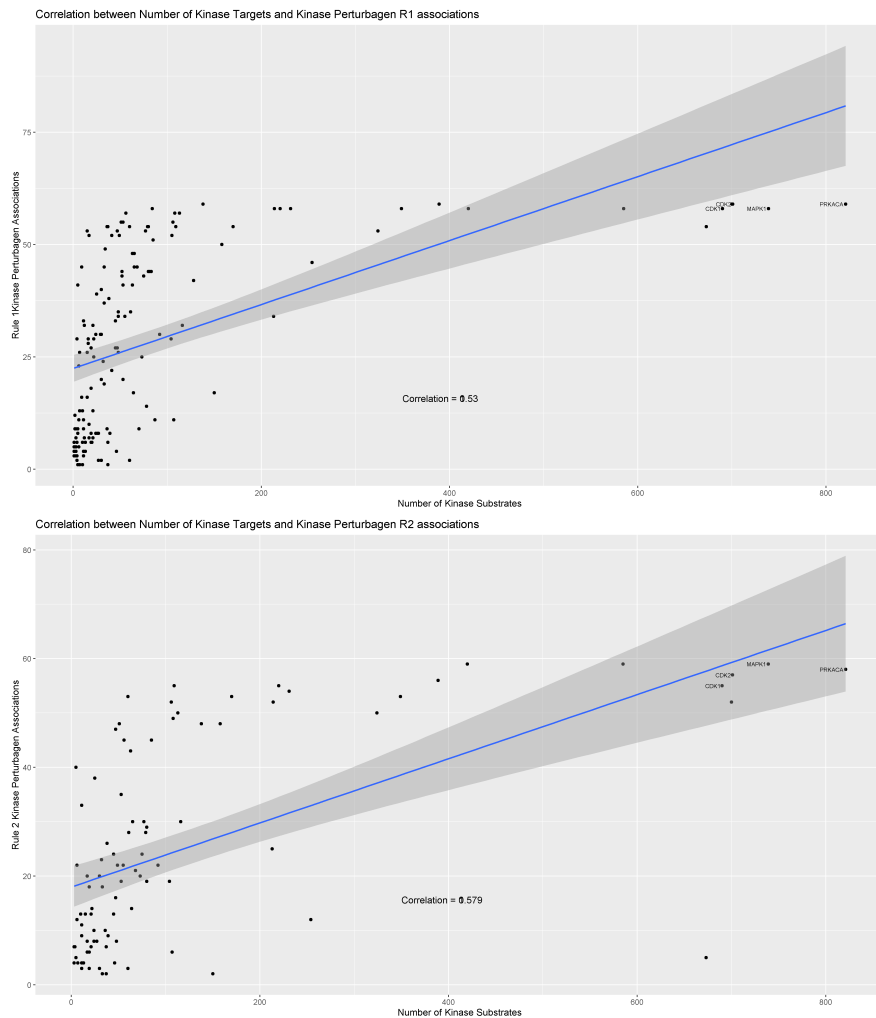 Correlation between Number of Kinase Targets and Kinase Perturbagen R1 associations
75
50
25
0
Rule 1Kinase Perturbagen Associations
CDK2
CDK1
MAPK1
PRKACA
Correlation = 0.53
0 200 400 600 800
Number of Kinase Substrates
Correlation between Number of Kinase Targets and Kinase Perturbagen R2 associations
80
60
40
20
0
Rule 2 Kinase Perturbagen Associations
MAPK1
PRKACA
CDK2
CDK1
Correlation = 0.579
0 200 400 600 800
Number of Kinase Substrates